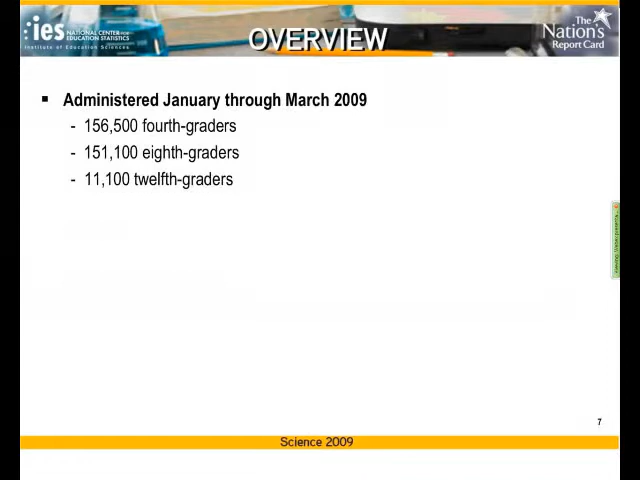 :ies NATIONAL CENTER FOR
EDUCATION STATISTICS
Institute of Education Sciences
OVERVIEW
The
Nation's
Report Card
▪ Administered January through March 2009
- 156,500 fourth-graders
- 151,100 eighth-graders
- 11,100 twelfth-graders
7
Science 2009